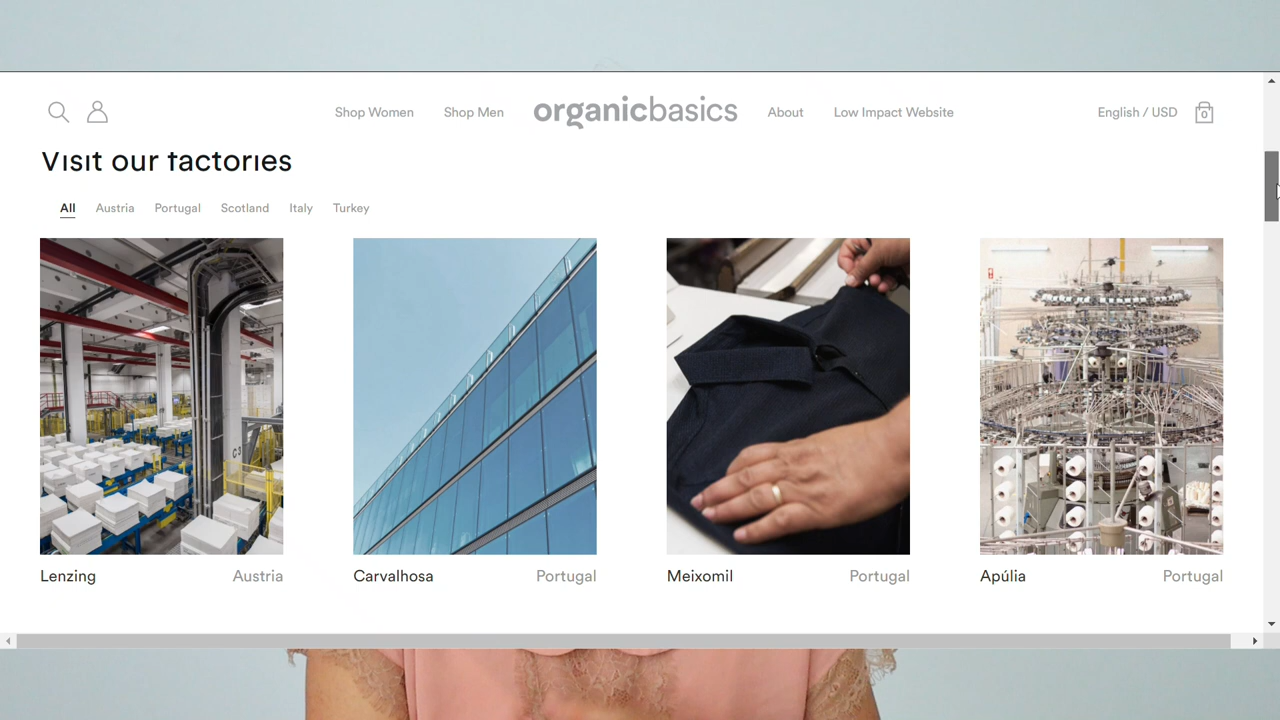 Shop Women Shop Men organicbasics About Low Impact Website English / USD 0
Visit our factories
All Austria Portugal Scotland Italy Turkey
C3
Lenzing Austria Carvalhosa Portugal Meixomil Portugal Apúlia Portugal